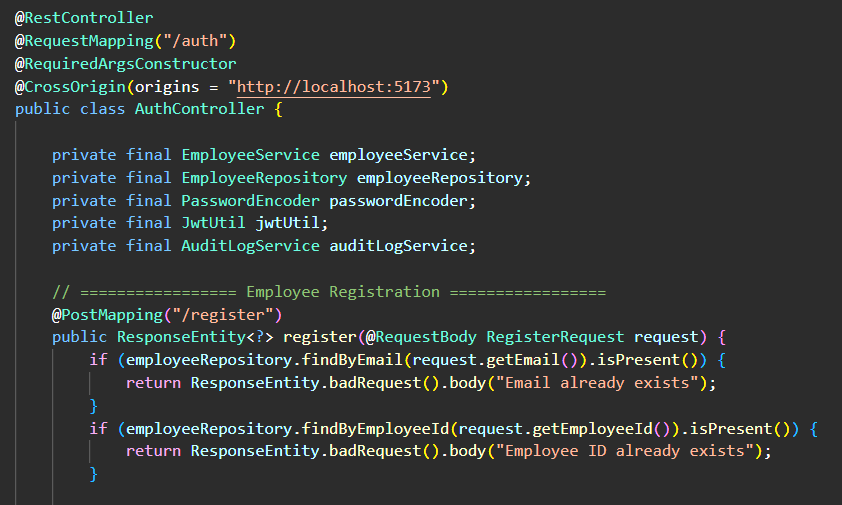 @RestController
@RequestMapping("/auth")
@RequiredArgsConstructor
@CrossOrigin(origins = "http://localhost:5173")
public class AuthController {
private final EmployeeService employeeService;
private final EmployeeRepository employeeRepository;
private final PasswordEncoder passwordEncoder;
private final JwtUtil jwtUtil;
private final AuditLogService auditLogService;
// ================= Employee Registration =================
@PostMapping("/register")
public ResponseEntity<?> register(@RequestBody RegisterRequest request) {
if (employeeRepository.findByEmail(request.getEmail()).isPresent()) {
return ResponseEntity.badRequest().body("Email already exists");
}
if (employeeRepository.findByEmployeeId(request.getEmployeeId()).isPresent()) {
return ResponseEntity.badRequest().body("Employee ID already exists");
}